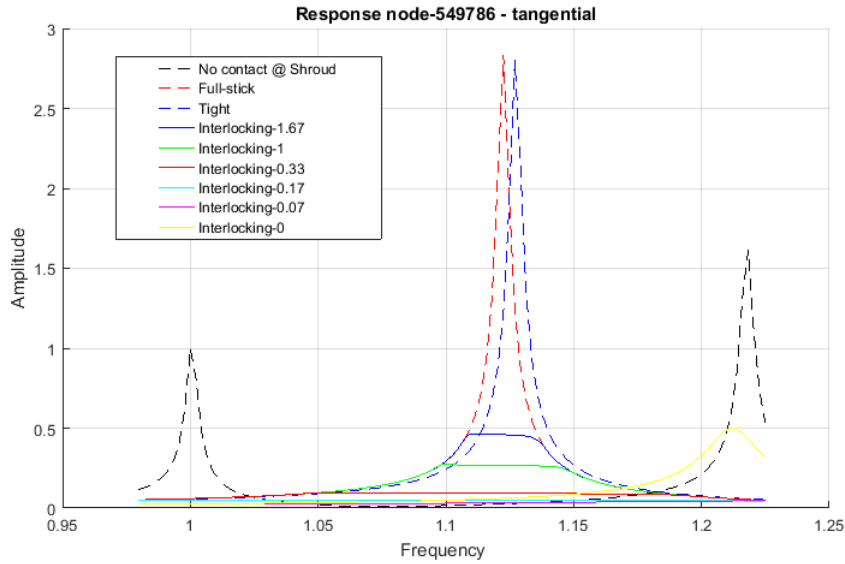 Response node-549786 - tangential
3
2.5
2
1.5
1
0.5
0
Amplitude
No contact @ Shroud
Full-stick
Tight
Interlocking-1.67
Interlocking-1
Interlocking-0.33
Interlocking-0.17
Interlocking-0.07
Interlocking-0
0.95 1 1.05 1.1 1.15 1.2 1.25
Frequency